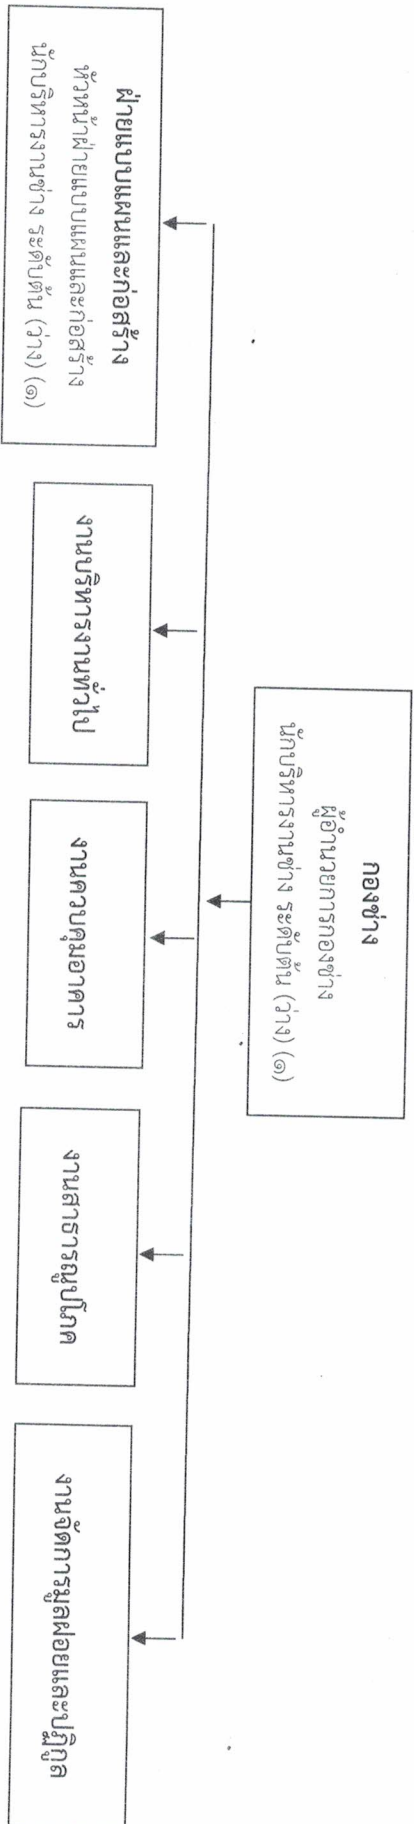 กองช่าง
ผู้อำนวยการกองช่าง
นักบริหารงานช่าง ระดับต้น (ว่าง) (๑)
ฝ่ายแบบแผนและก่อสร้าง
หัวหน้าฝ่ายแบบแผนและก่อสร้าง
นักบริหารงานช่าง ระดับต้น (ว่าง) (๑)
งานบริหารงานทั่วไป
งานควบคุมอาคาร
งานสาธารณูปโภค
งานจัดการมูลฝอยและปฏิกูล